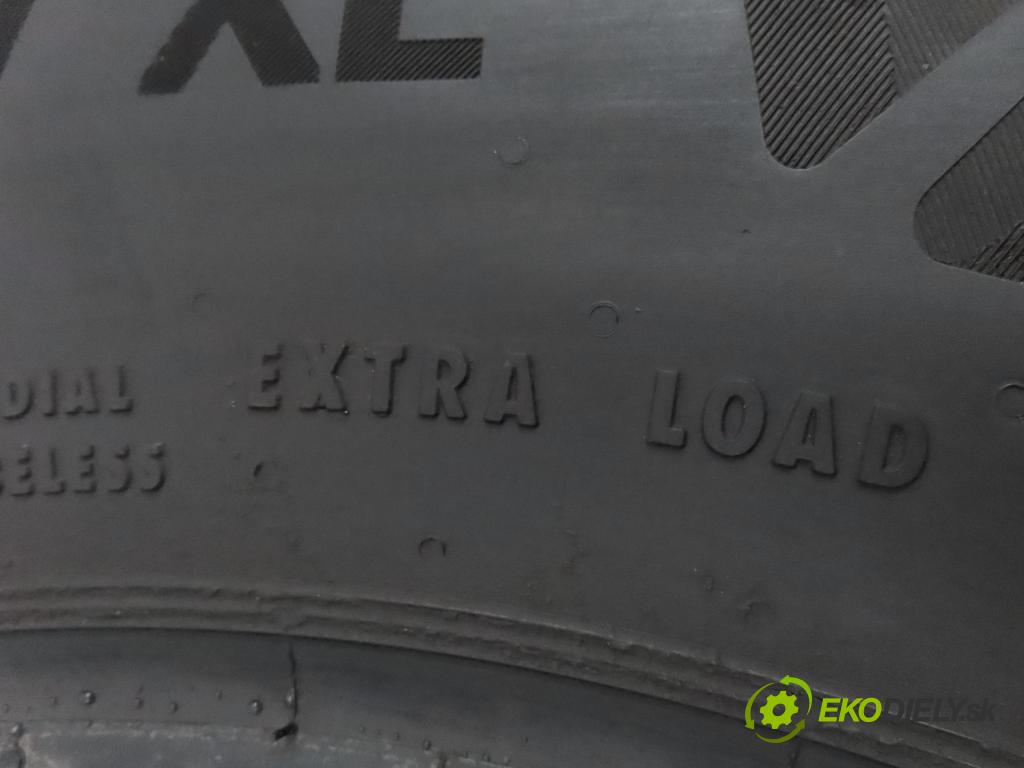 XL
DIAL EXTRA LOAD
ELESS
EKODIELY.sk